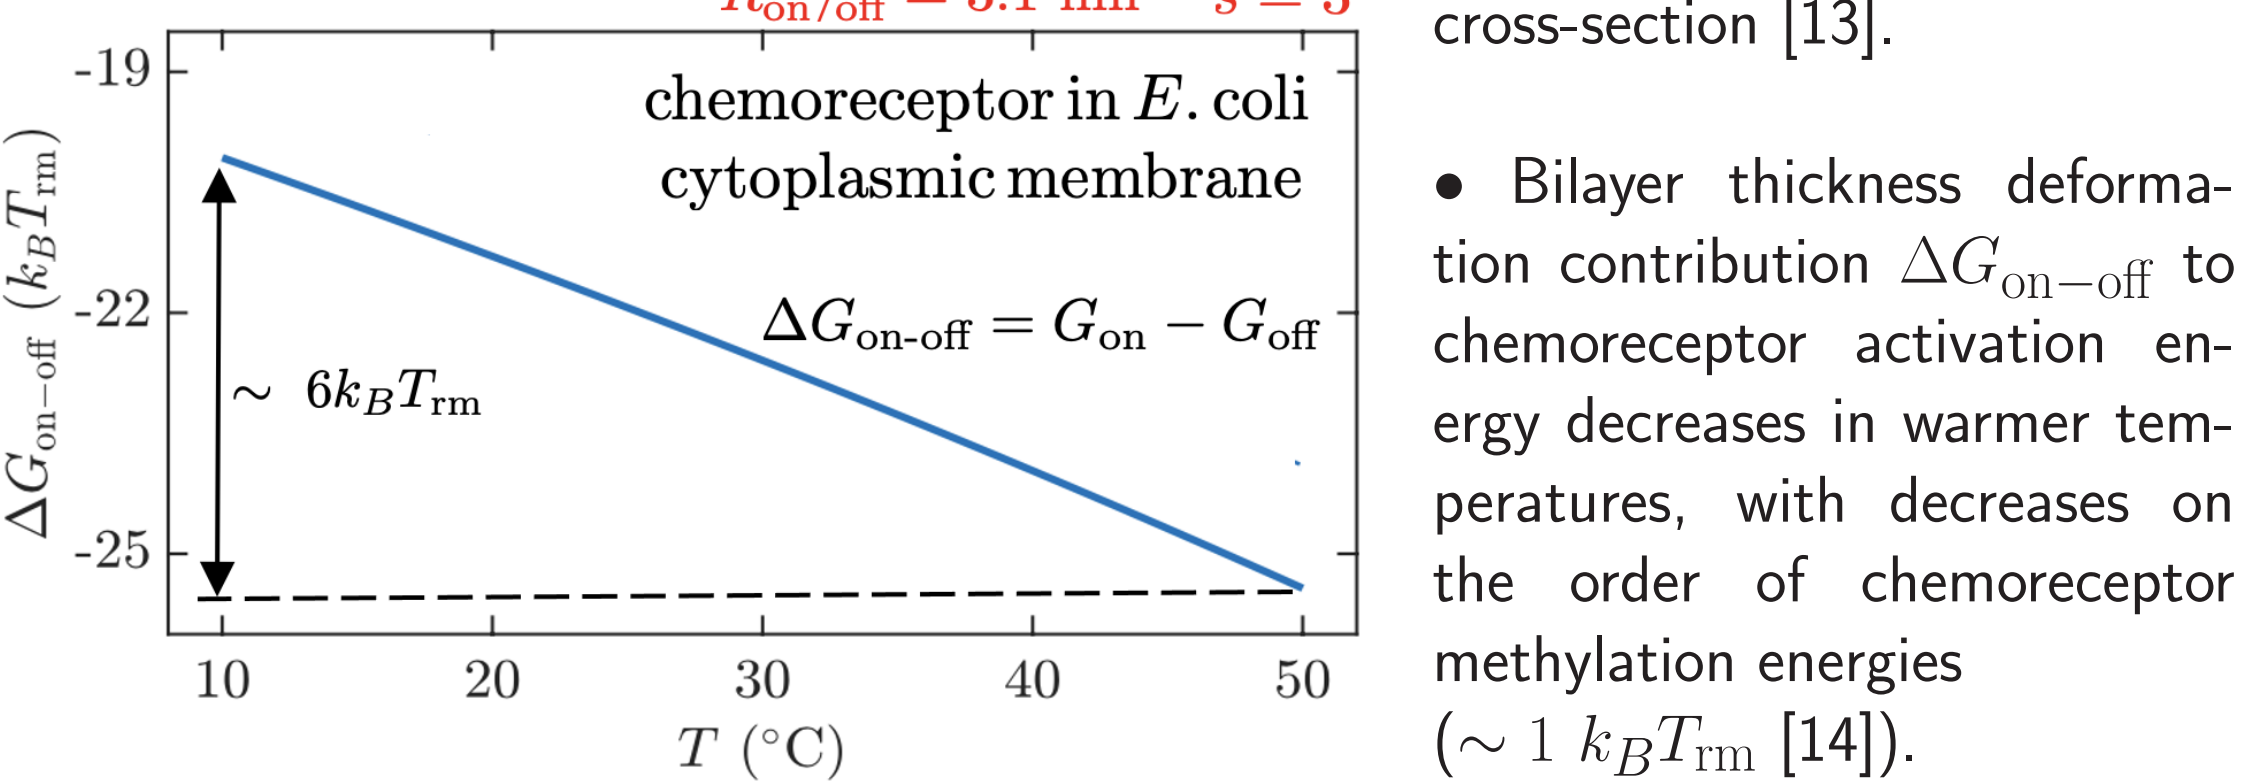 s = 5
-19
-22
-25
ΔG_on−off (k_BT_rm)
chemoreceptor in E. coli
cytoplasmic membrane
ΔG_on-off = G_on − G_off
∼ 6k_BT_rm
10 20 30 40 50
T (°C)
cross-section [13].
• Bilayer thickness deforma-
tion contribution ΔG_on−off to
chemoreceptor activation en-
ergy decreases in warmer tem-
peratures, with decreases on
the order of chemoreceptor
methylation energies
(∼ 1 k_BT_rm [14]).